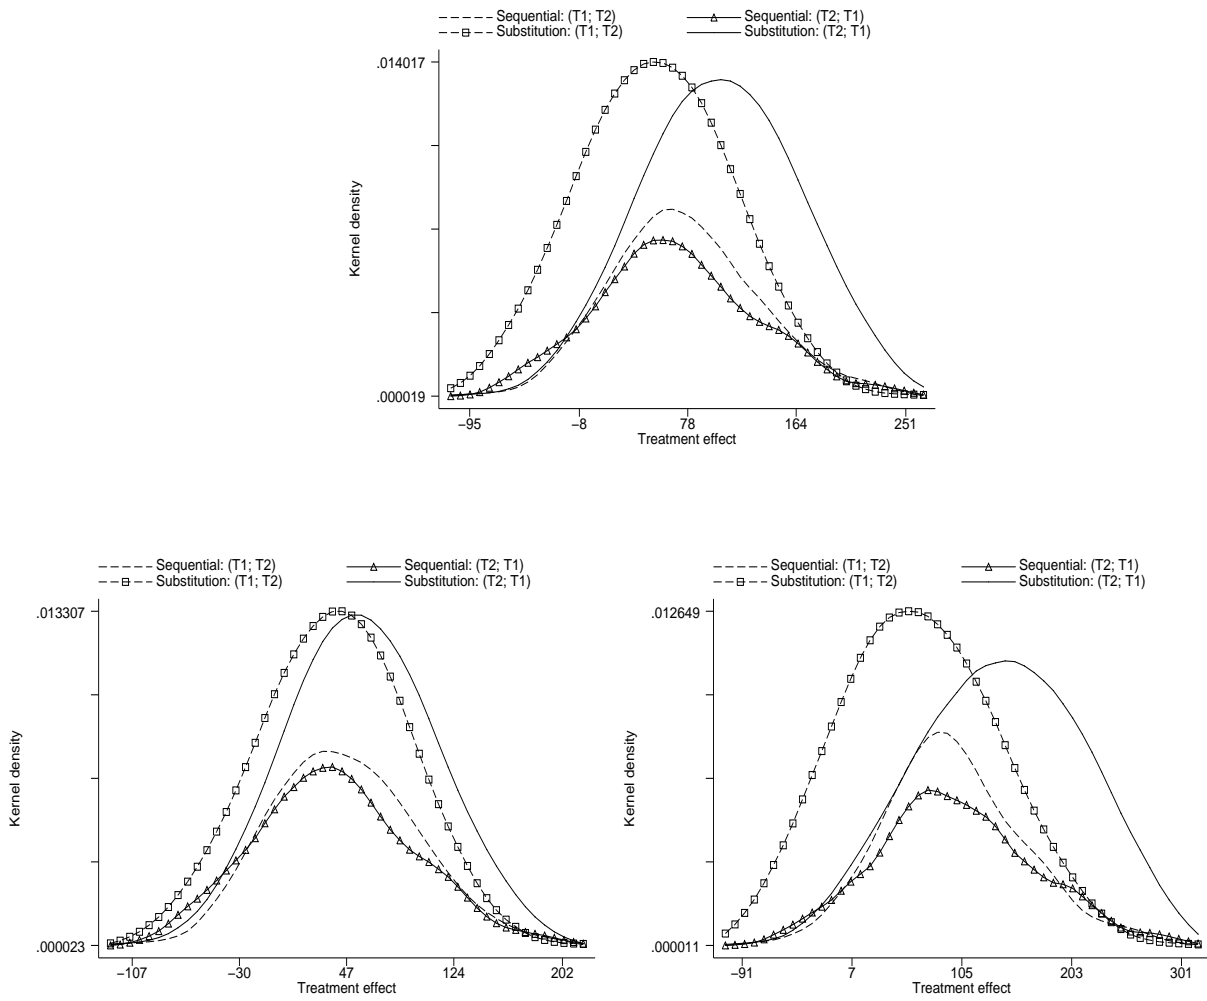 Sequential: (T1; T2) Sequential: (T2; T1)
Substitution: (T1; T2) Substitution: (T2; T1)
.014017
Kernel density
.000019
−95 −8 78 164 251
Treatment effect
Sequential: (T1; T2) Sequential: (T2; T1)
Substitution: (T1; T2) Substitution: (T2; T1)
.013307
Kernel density
.000023
−107 −30 47 124 202
Treatment effect
Sequential: (T1; T2) Sequential: (T2; T1)
Substitution: (T1; T2) Substitution: (T2; T1)
.012649
Kernel density
.000011
−91 7 105 203 301
Treatment effect